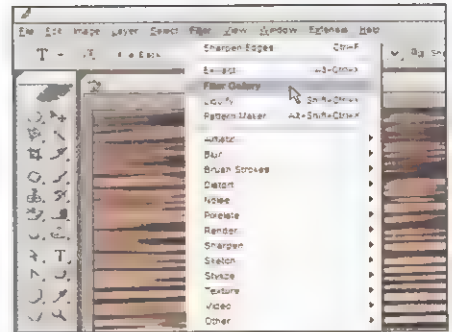 File Edit Image Layer Select Filter View Window Extensis Help
T
Sharpen Edges Ctrl+F
Extract Alt+Ctrl+X
Filter Gallery
Liquify Shift+Ctrl+X
Pattern Maker Alt+Shift+Ctrl+X
Artistic
Blur
Brush Strokes
Distort
Noise
Pixelate
Render
Sharpen
Sketch
Stylize
Texture
Video
Other
T